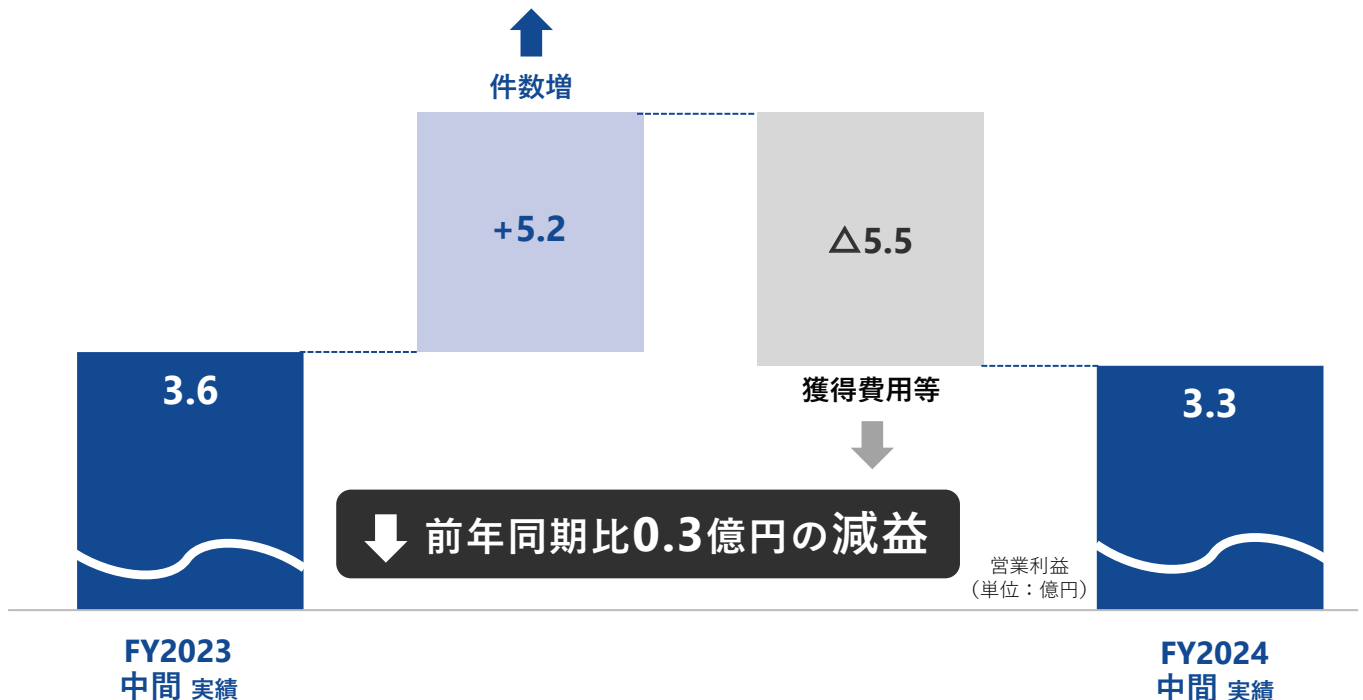 件数増
+5.2
△5.5
3.6
獲得費用等
3.3
前年同期比0.3億円の減益
営業利益
（単位：億円）
FY2023
中間 実績
FY2024
中間 実績